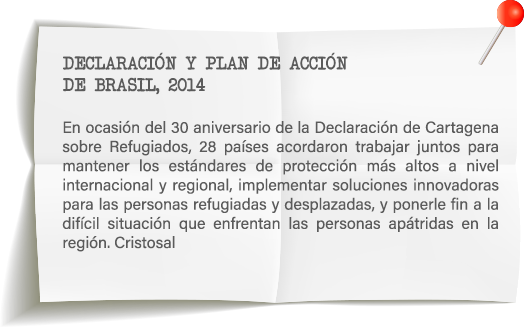 DECLARACIÓN Y PLAN DE ACCIÓN
DE BRASIL, 2014
En ocasión del 30 aniversario de la Declaración de Cartagena
sobre Refugiados, 28 países acordaron trabajar juntos para
mantener los estándares de protección más altos a nivel
internacional y regional, implementar soluciones innovadoras
para las personas refugiadas y desplazadas, y ponerle fin a la
difícil situación que enfrentan las personas apátridas en la
región. Cristosal